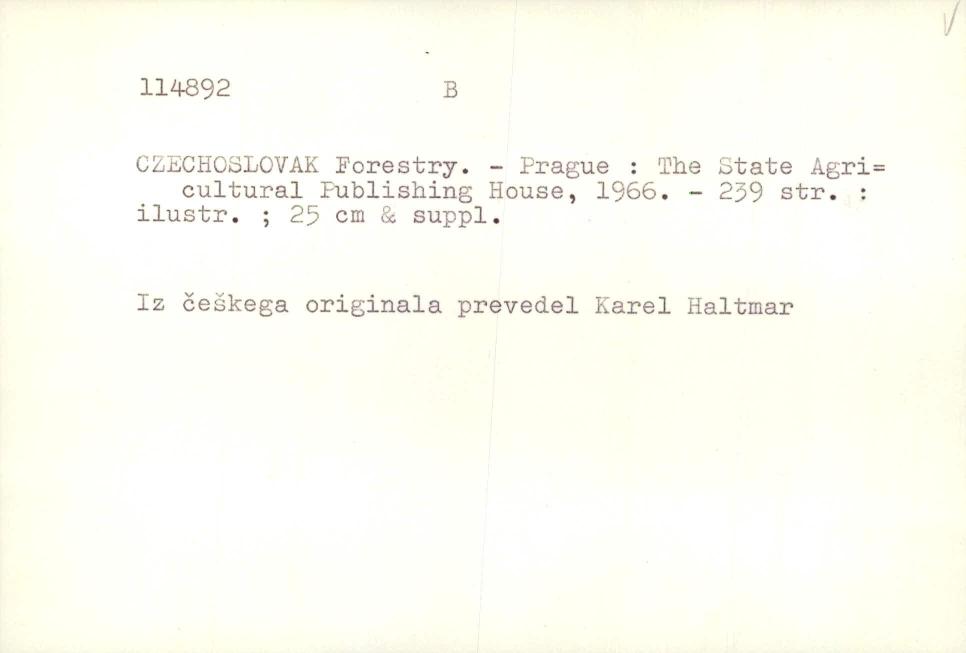 114892 B
CZECHOSLOVAK Forestry. - Prague : The State Agri=
cultural Publishing House, 1966. - 239 str. :
ilustr. ; 25 cm & suppl.
Iz češkega originala prevedel Karel Haltmar